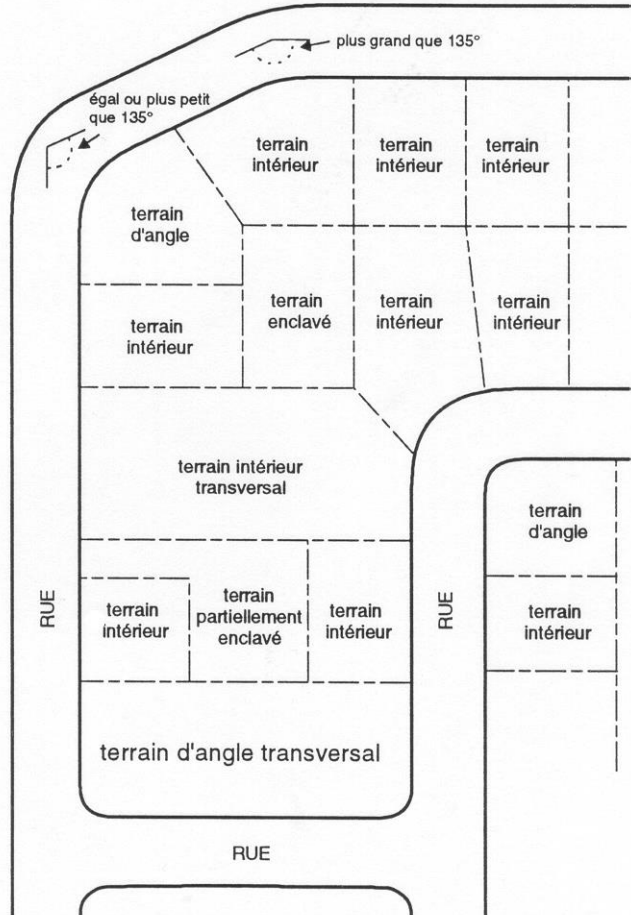 plus grand que 135°
égal ou plus petit
que 135°
terrain
intérieur
terrain
intérieur
terrain
intérieur
terrain
d'angle
terrain
intérieur
terrain
enclavé
terrain
intérieur
terrain
intérieur
terrain intérieur
transversal
terrain
d'angle
RUE
terrain
intérieur
terrain
partiellement
enclavé
terrain
intérieur
RUE
terrain
intérieur
terrain d'angle transversal
RUE